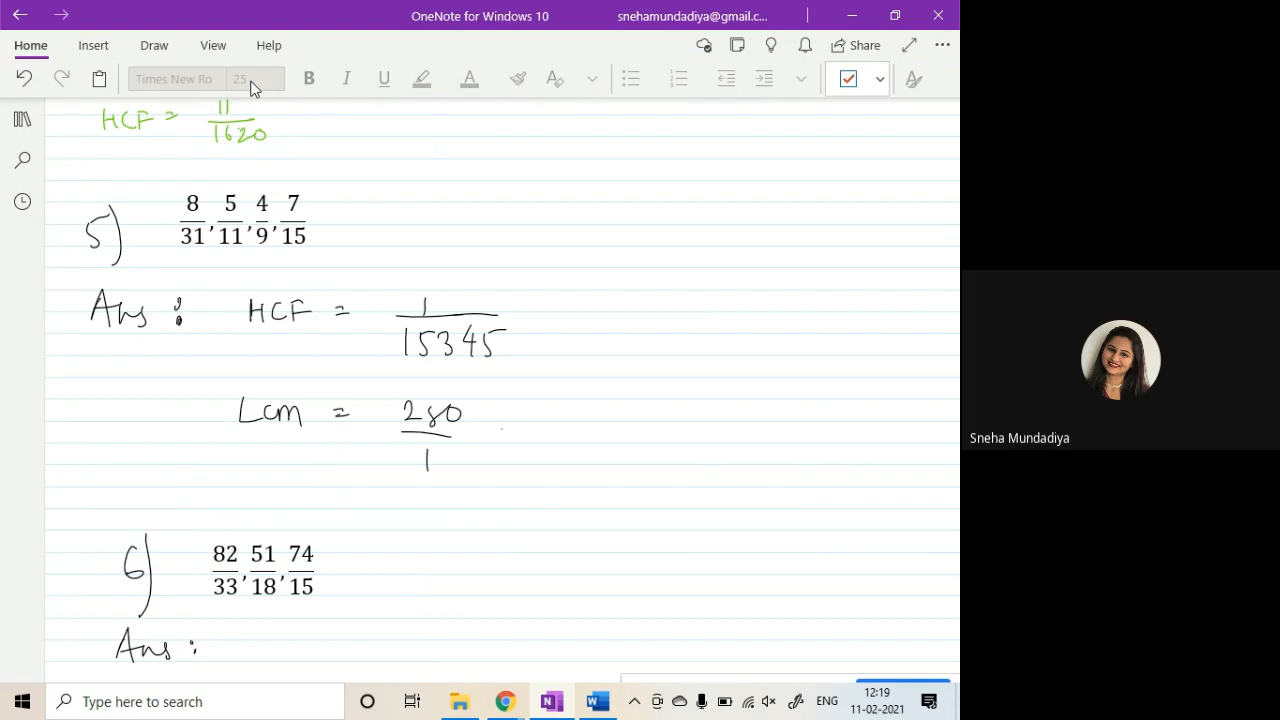 OneNote for Windows 10 snehamundadiya@gmail.c...
Home Insert Draw View Help Share
Times New Ro 25 B I U A
HCF = 11/1620
5) 8/31, 5/11, 4/9, 7/15
Ans : HCF = 1/15345
Lcm = 280/1
6) 82/33, 51/18, 74/15
Ans :
Sneha Mundadiya
Type here to search
ENG 12:19
11-02-2021